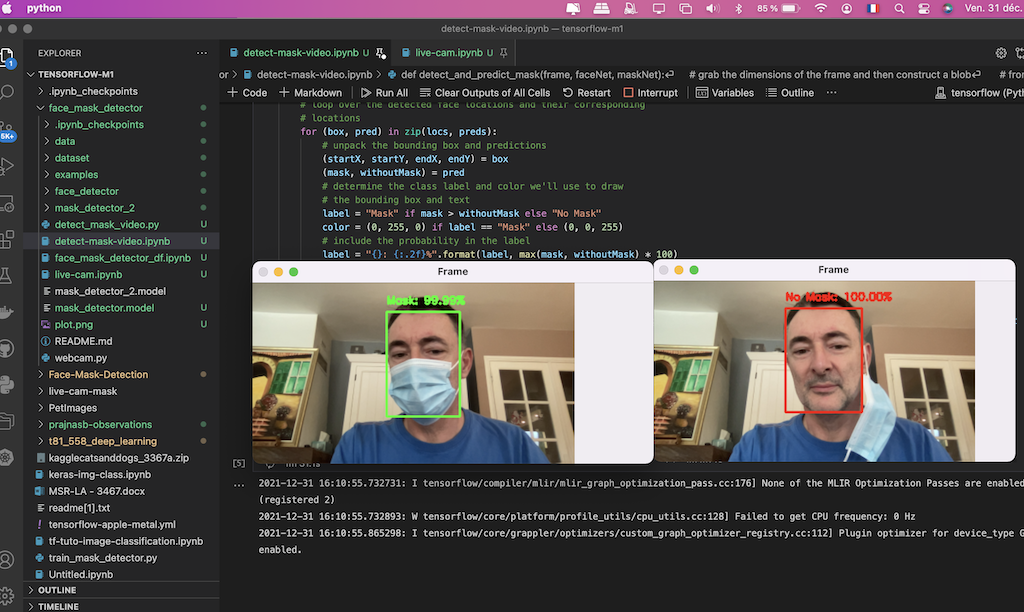 python
85 %
Ven. 31 déc.
detect-mask-video.ipynb — tensorflow-m1
EXPLORER
TENSORFLOW-M1
.ipynb_checkpoints
face_mask_detector
.ipynb_checkpoints
data
dataset
examples
face_detector
mask_detector_2
detect_mask_video.py U
detect-mask-video.ipynb U
face_mask_detector_df.ipynb U
live-cam.ipynb U
mask_detector_2.model
mask_detector.model U
plot.png U
README.md
webcam.py
Face-Mask-Detection
live-cam-mask
PetImages
prajnasb-observations
t81_558_deep_learning
kagglecatsanddogs_3367a.zip
keras-img-class.ipynb
MSR-LA - 3467.docx
readme[1].txt
tensorflow-apple-metal.yml
tf-tuto-image-classification.ipynb
train_mask_detector.py
Untitled.ipynb
OUTLINE
TIMELINE
1
5K+
detect-mask-video.ipynb U
live-cam.ipynb U
or > detect-mask-video.ipynb > def detect_and_predict_mask(frame, faceNet, maskNet): > # grab the dimensions of the frame and then construct a blob # from
+ Code + Markdown Run All Clear Outputs of All Cells Restart Interrupt Variables Outline ... tensorflow (Pyth
# loop over the detected face locations and their corresponding
# locations
for (box, pred) in zip(locs, preds):
# unpack the bounding box and predictions
(startX, startY, endX, endY) = box
(mask, withoutMask) = pred
# determine the class label and color we'll use to draw
# the bounding box and text
label = "Mask" if mask > withoutMask else "No Mask"
color = (0, 255, 0) if label == "Mask" else (0, 0, 255)
# include the probability in the label
label = "{}: {:.2f}%".format(label, max(mask, withoutMask) * 100)
Frame
Mask: 99.99%
Frame
No Mask: 100.00%
[5]
2021-12-31 16:10:55.732731: I tensorflow/compiler/mlir/mlir_graph_optimization_pass.cc:176] None of the MLIR Optimization Passes are enabled
(registered 2)
2021-12-31 16:10:55.732893: W tensorflow/core/platform/profile_utils/cpu_utils.cc:128] Failed to get CPU frequency: 0 Hz
2021-12-31 16:10:55.865298: I tensorflow/core/grappler/optimizers/custom_graph_optimizer_registry.cc:112] Plugin optimizer for device_type G
enabled.